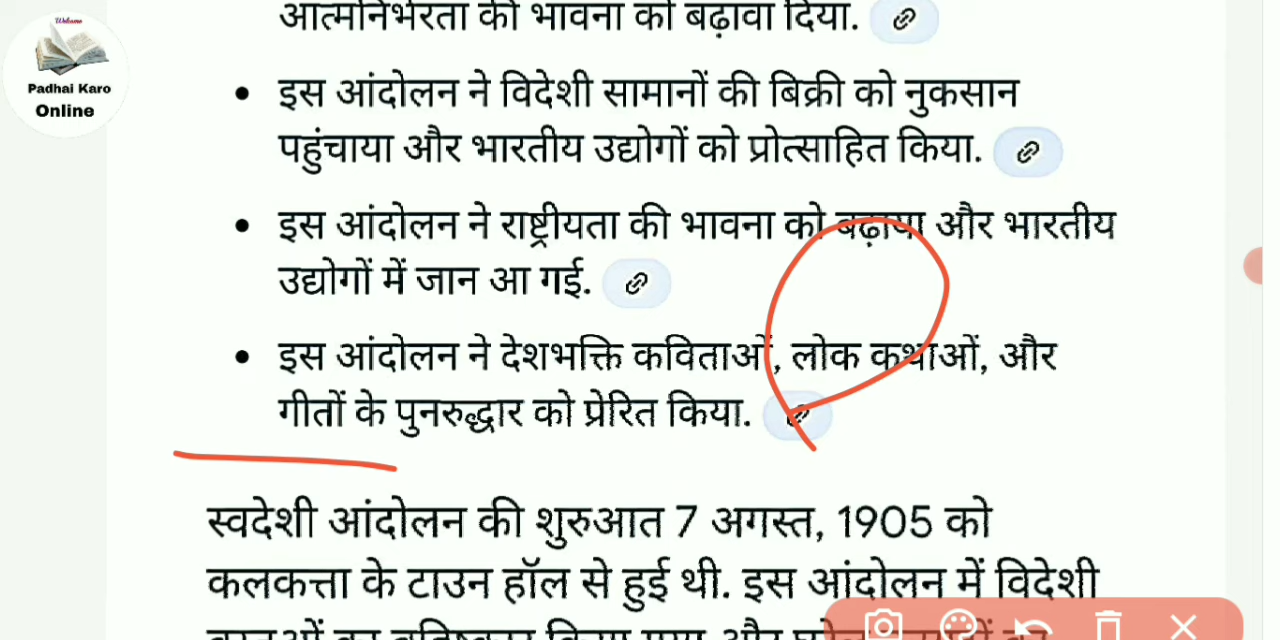 Welcome
Padhai Karo
Online
आत्मनिर्भरता की भावना को बढ़ावा दिया.
• इस आंदोलन ने विदेशी सामानों की बिक्री को नुकसान
पहुंचाया और भारतीय उद्योगों को प्रोत्साहित किया.
• इस आंदोलन ने राष्ट्रीयता की भावना को बढ़ाया और भारतीय
उद्योगों में जान आ गई.
• इस आंदोलन ने देशभक्ति कविताओं, लोक कथाओं, और
गीतों के पुनरुद्धार को प्रेरित किया.
स्वदेशी आंदोलन की शुरुआत 7 अगस्त, 1905 को
कलकत्ता के टाउन हॉल से हुई थी. इस आंदोलन में विदेशी